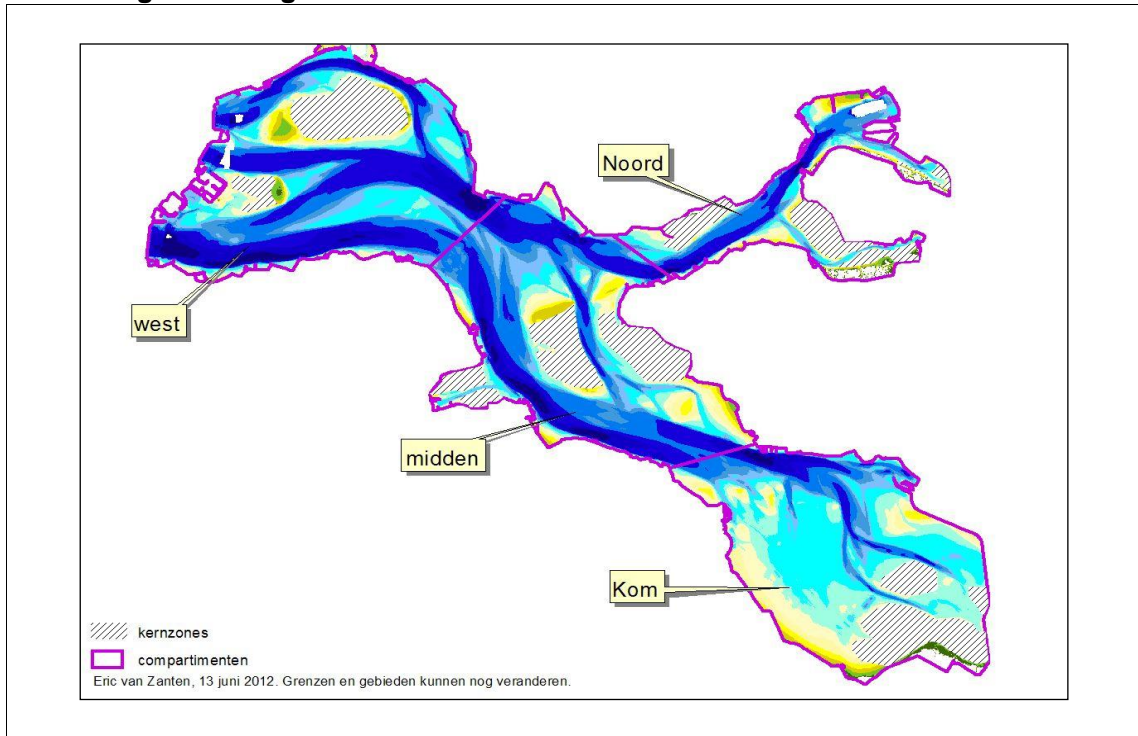 Noord
west
midden
Kom
kernzones
compartimenten
Eric van Zanten, 13 juni 2012. Grenzen en gebieden kunnen nog veranderen.